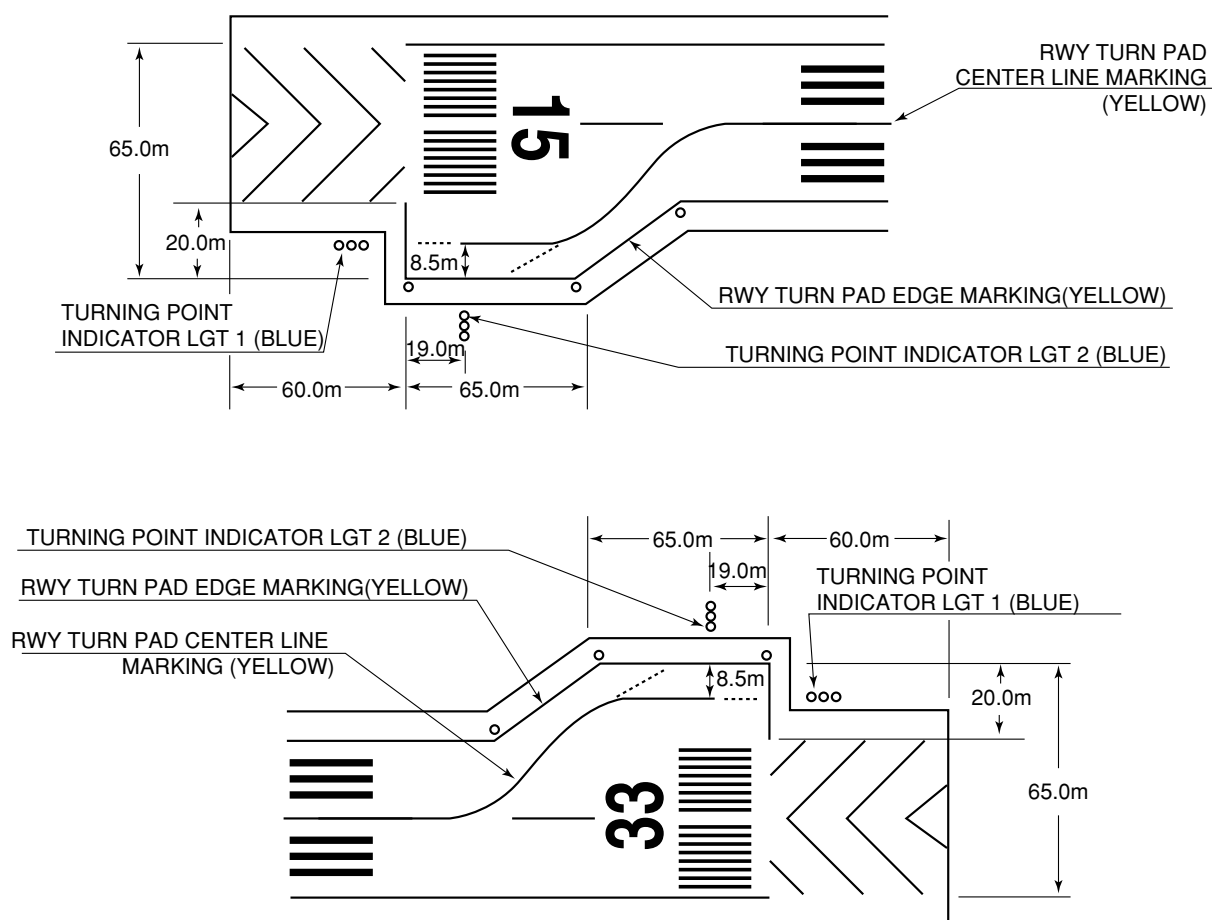 RWY TURN PAD
CENTER LINE MARKING
(YELLOW)
15
65.0m
20.0m
8.5m
TURNING POINT
INDICATOR LGT 1 (BLUE)
RWY TURN PAD EDGE MARKING(YELLOW)
19.0m
TURNING POINT INDICATOR LGT 2 (BLUE)
60.0m
65.0m
TURNING POINT INDICATOR LGT 2 (BLUE)
65.0m
60.0m
19.0m
RWY TURN PAD EDGE MARKING(YELLOW)
TURNING POINT
INDICATOR LGT 1 (BLUE)
RWY TURN PAD CENTER LINE
MARKING (YELLOW)
8.5m
20.0m
65.0m
33